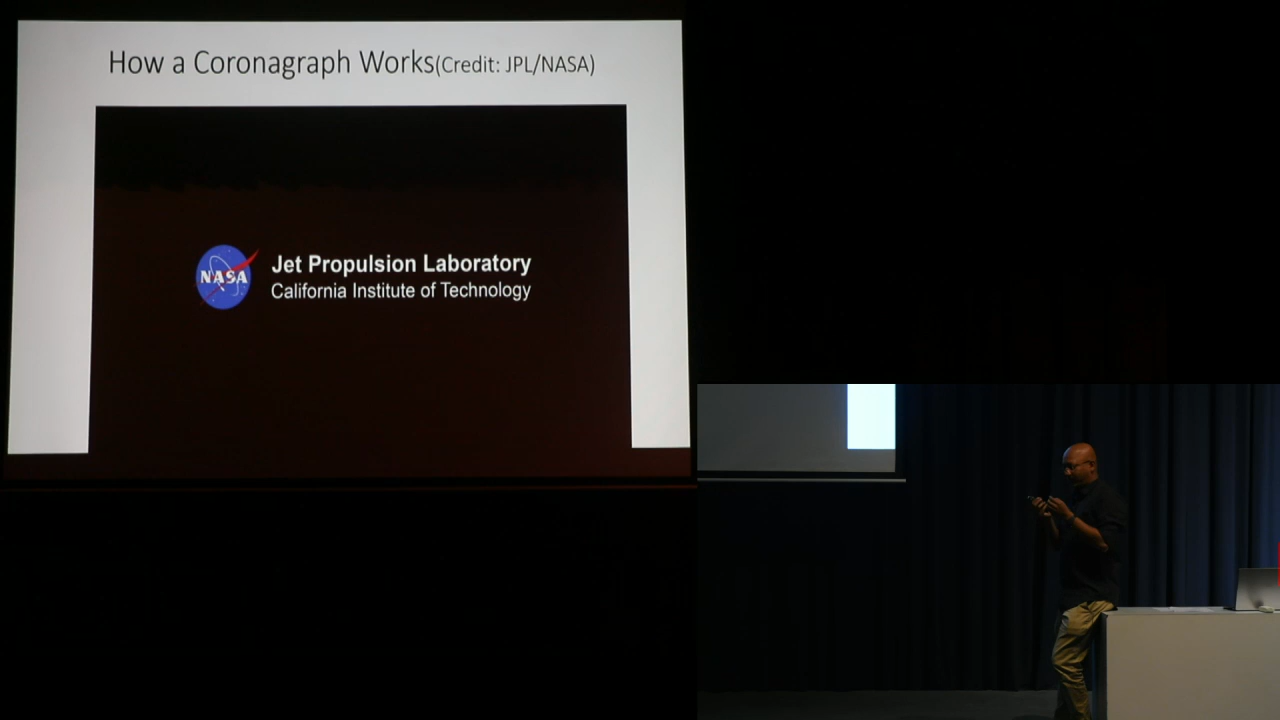 How a Coronagraph Works(Credit: JPL/NASA)
NASA
Jet Propulsion Laboratory
California Institute of Technology